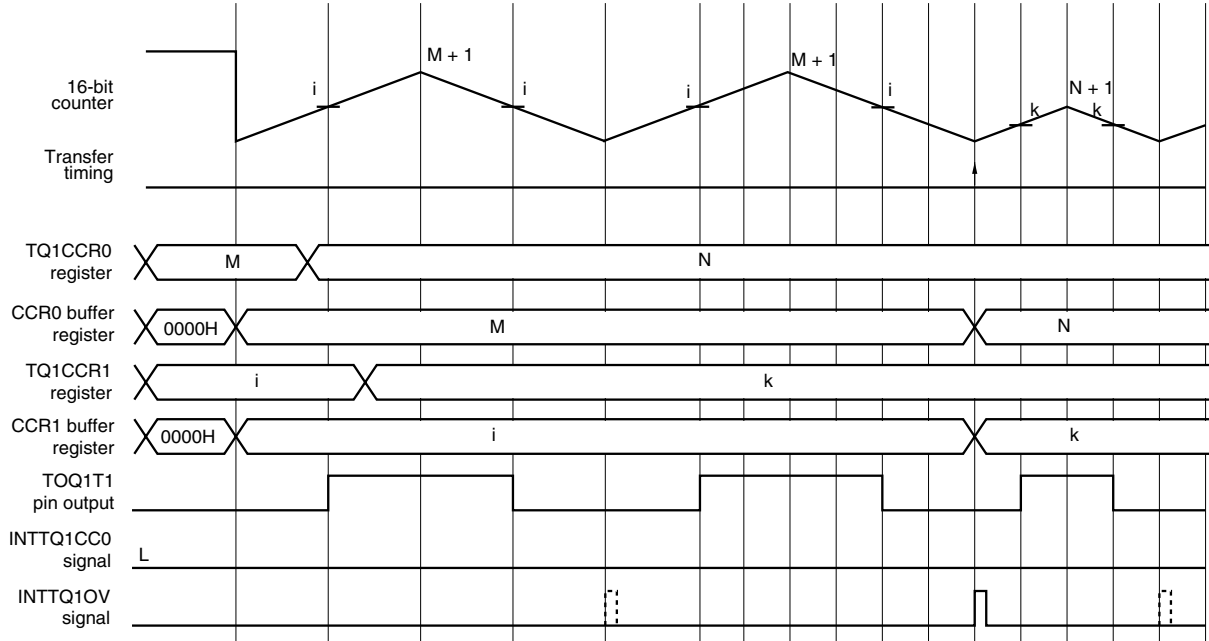 M + 1
M + 1
16-bit
counter
i
i
i
i
N + 1
k
k
Transfer
timing
TQ1CCR0
register
M
N
CCR0 buffer
register
0000H
M
N
TQ1CCR1
register
i
k
CCR1 buffer
register
0000H
i
k
TOQ1T1
pin output
INTTQ1CC0
signal
L
INTTQ1OV
signal